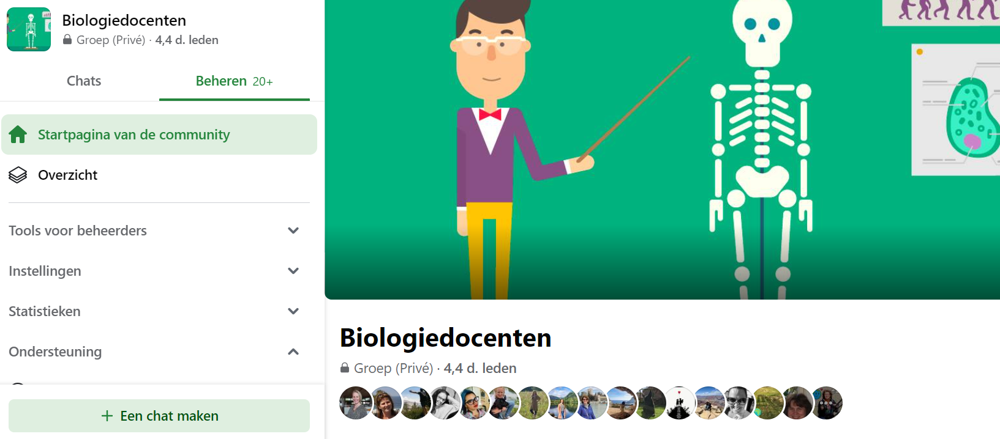 Biologiedocenten
Groep (Privé) · 4,4 d. leden
Chats
Beheren 20+
Startpagina van de community
Overzicht
Tools voor beheerders
Instellingen
Statistieken
Ondersteuning
+ Een chat maken
Biologiedocenten
Groep (Privé) · 4,4 d. leden